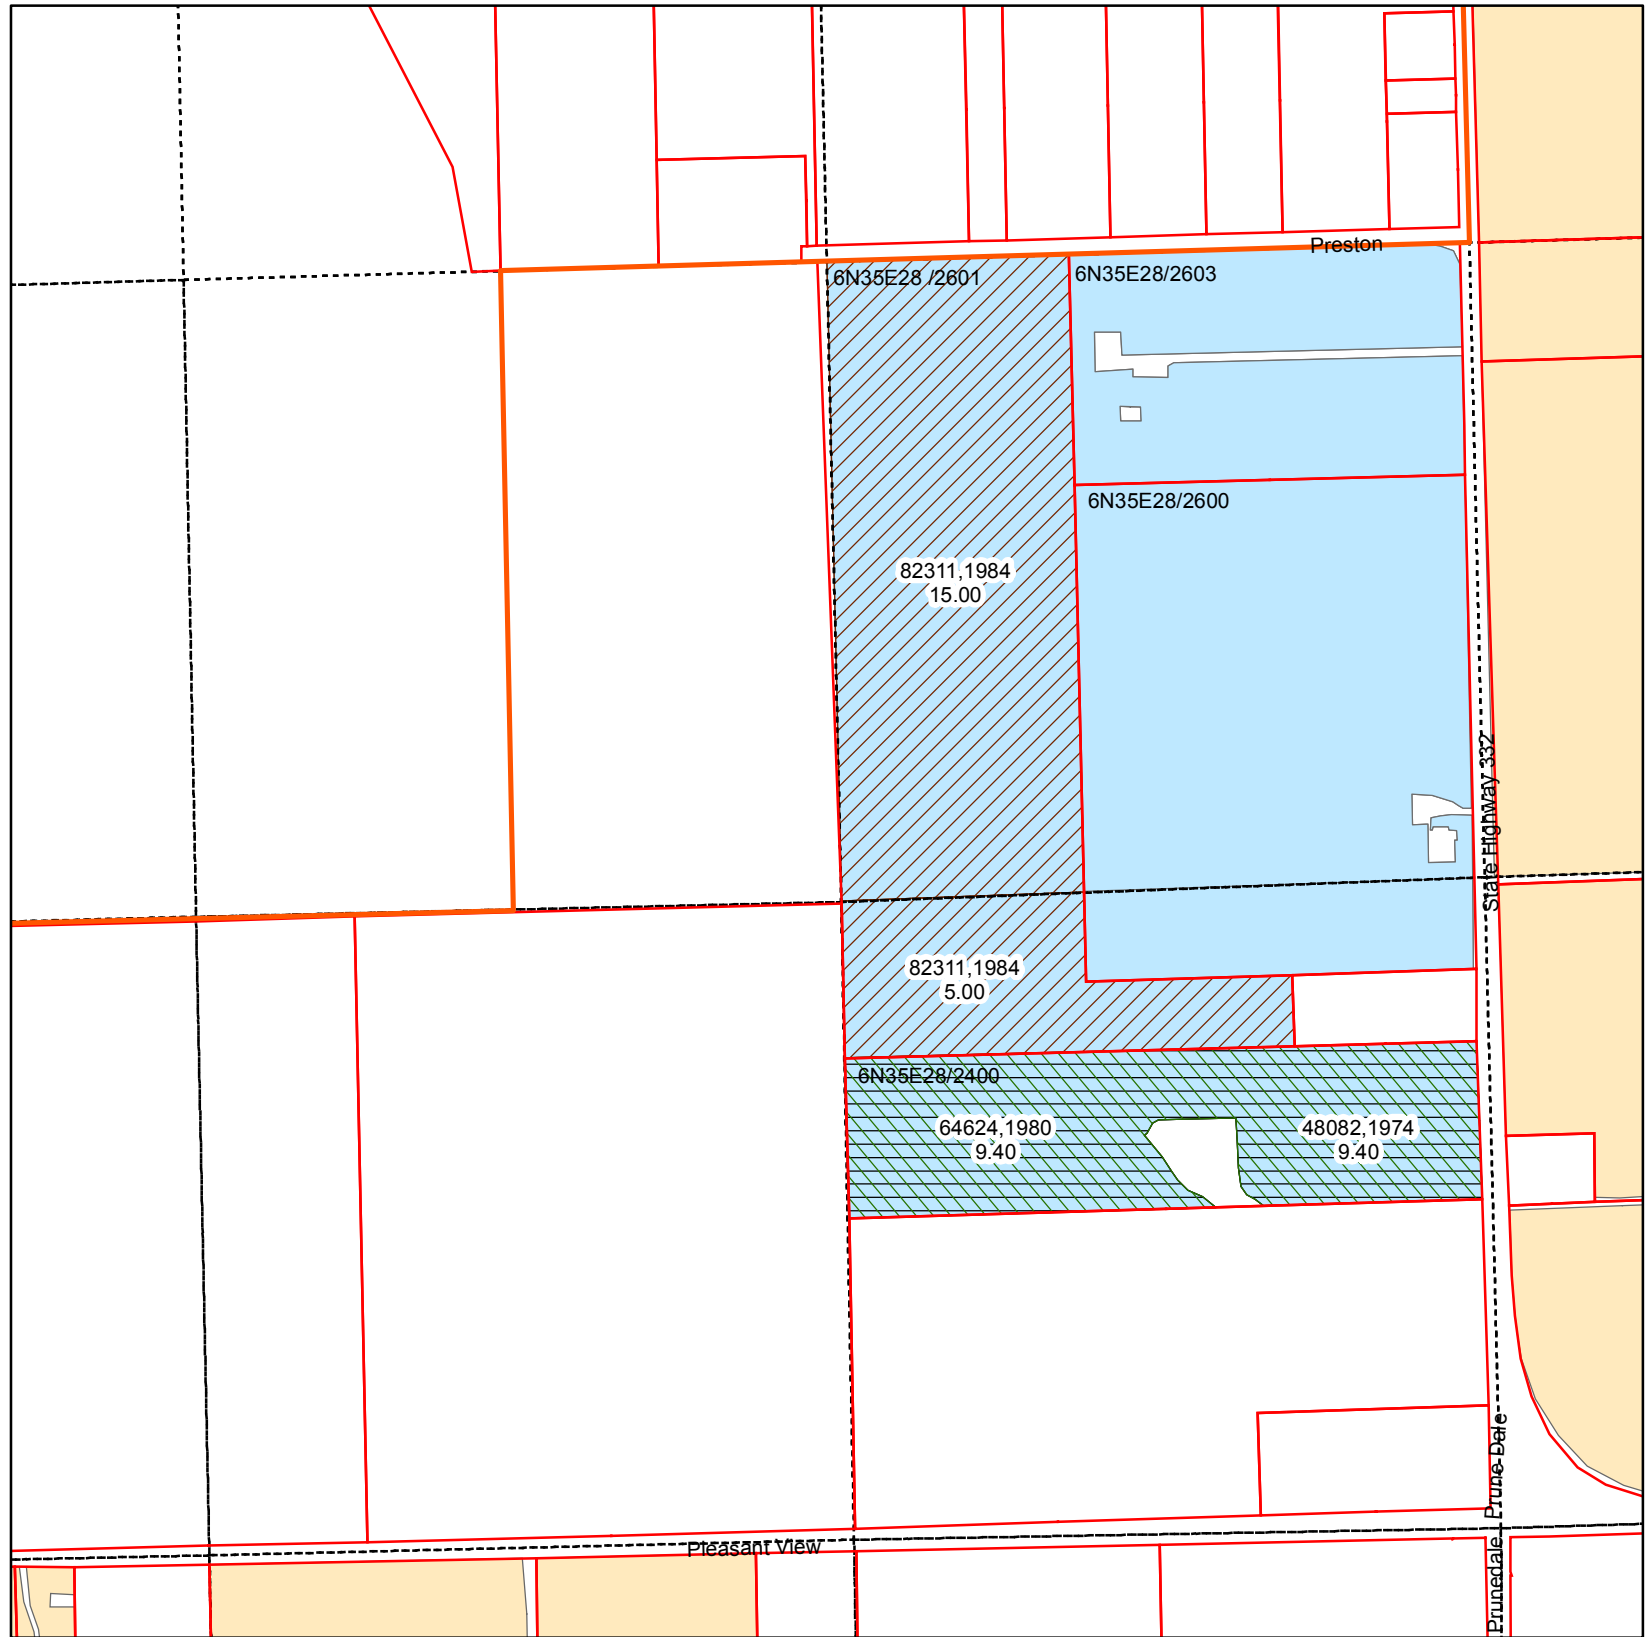 Preston
6N35E28 /2601
6N35E28/2603
6N35E28/2600
82311,1984
15.00
State Highway 332
82311,1984
5.00
6N35E28/2400
64624,1980
9.40
48082,1974
9.40
Prune Dale
Pleasant View
Prunedale